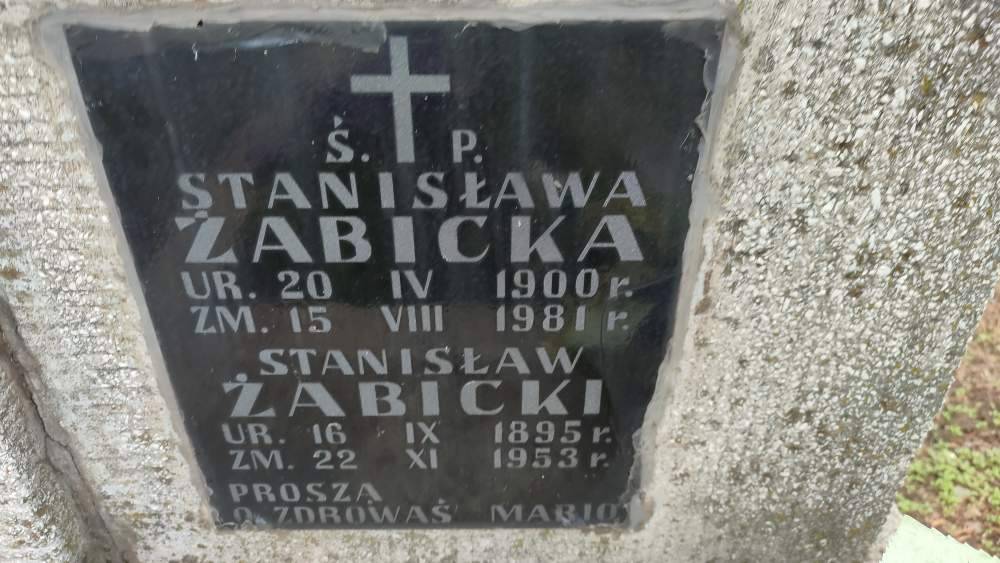 Ś. P.
STANISŁAWA
ŻABICKA
UR. 20 IV 1900 r.
ZM. 15 VIII 1981 r.
STANISŁAW
ŻABICKI
UR. 16 IX 1895 r.
ZM. 22 XI 1953 r.
PROSZĄ
O ZDROWAŚ MARIO